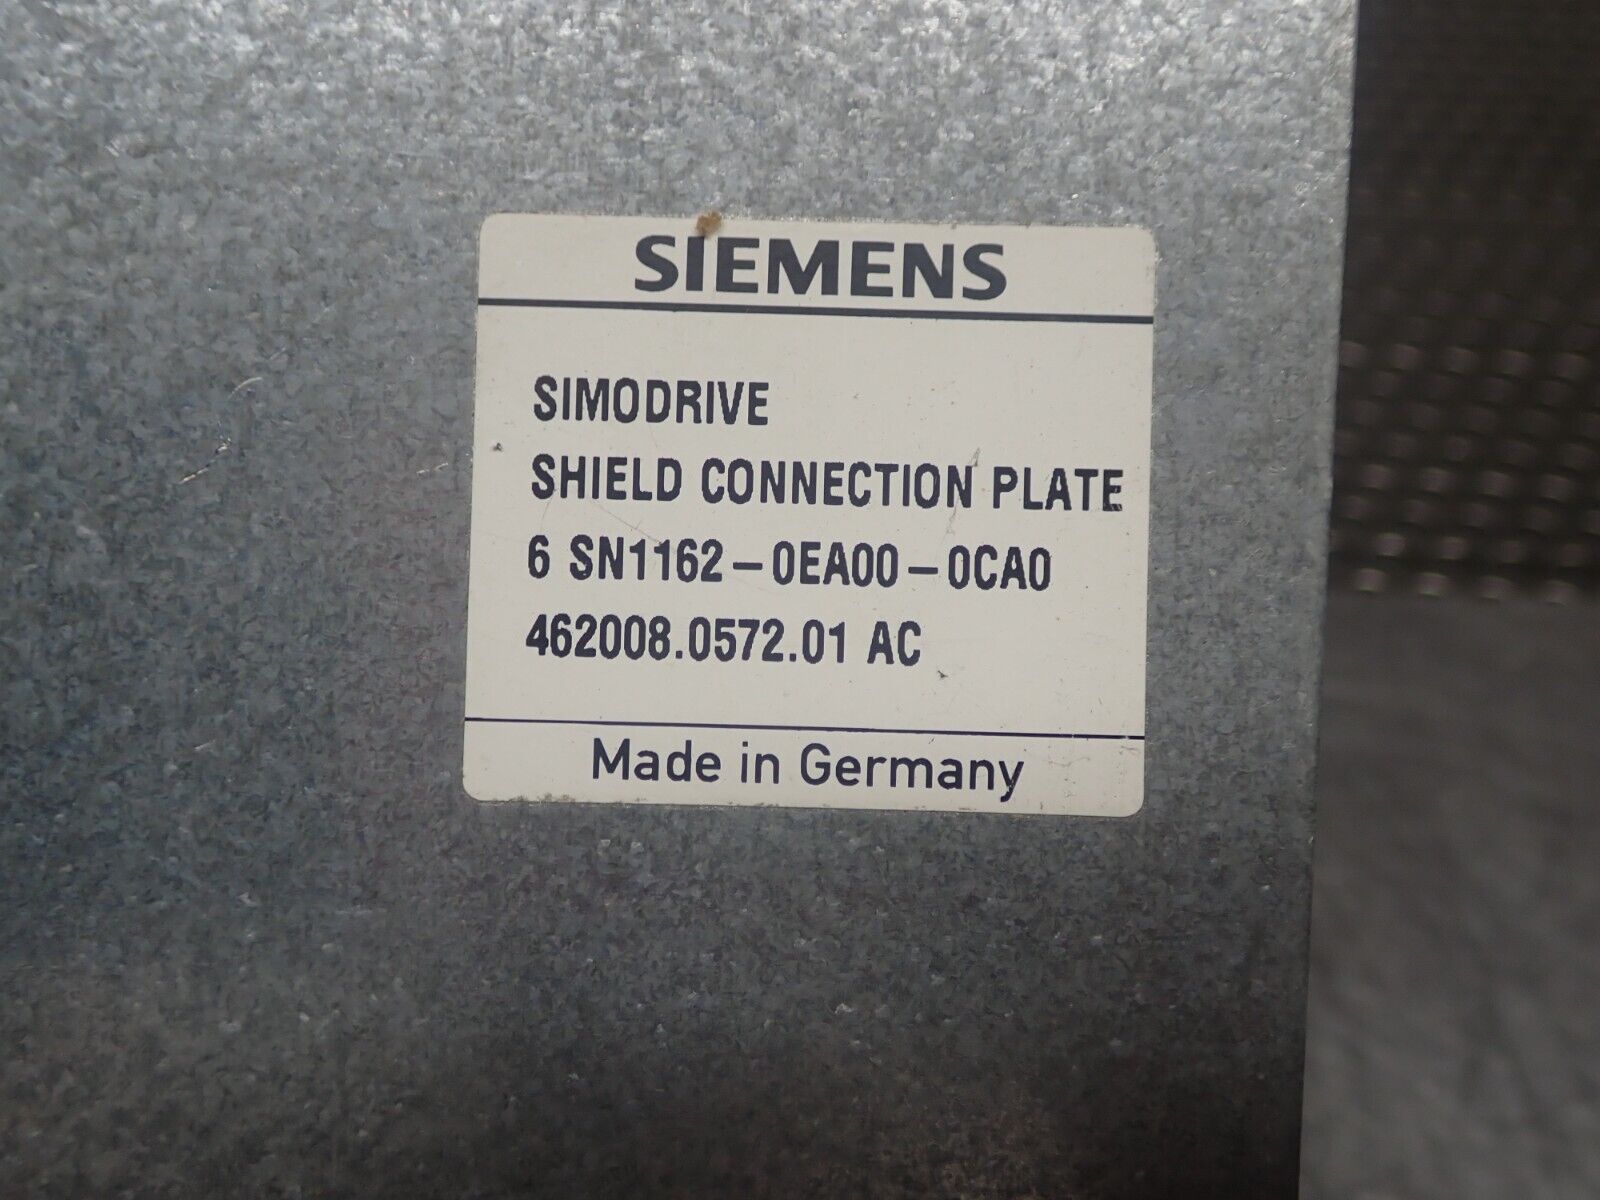 SIEMENS
SIMODRIVE
SHIELD CONNECTION PLATE
6 SN1162-0EA00-0CA0
462008.0572.01 AC
Made in Germany